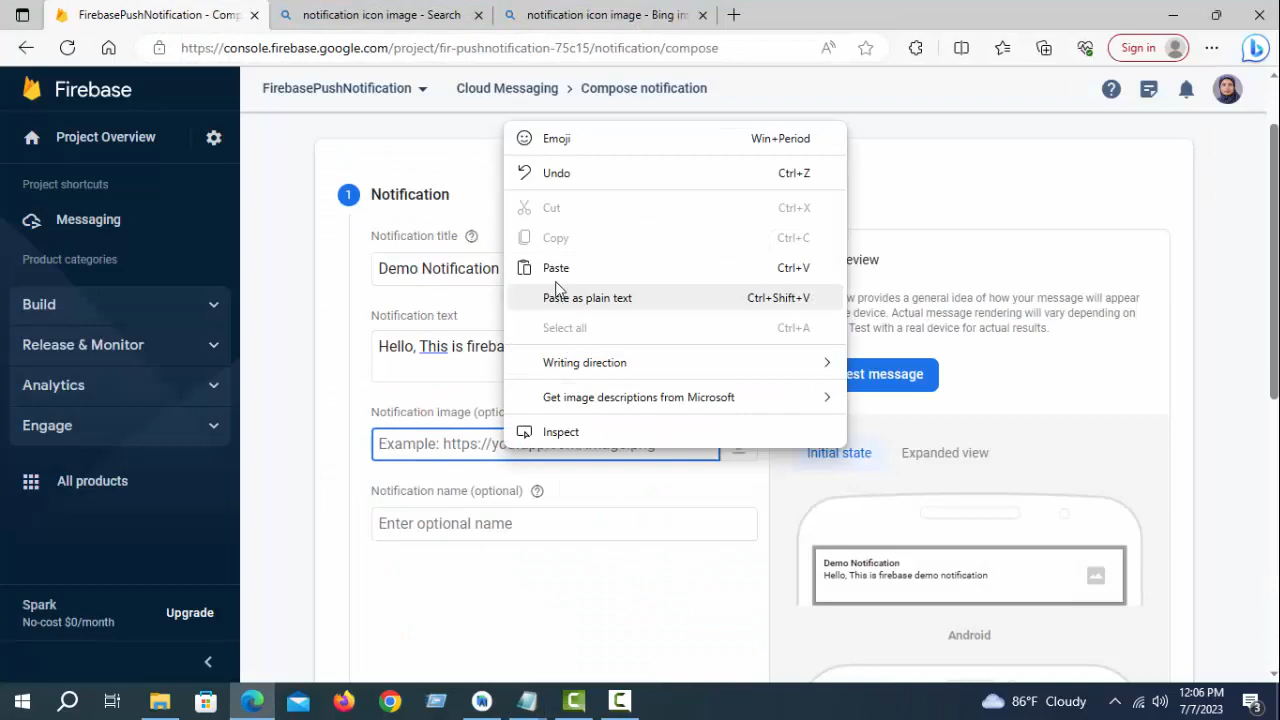 FirebasePushNotification - Comp
notification icon image - Search
notification icon image - Bing im
https://console.firebase.google.com/project/fir-pushnotification-75c15/notification/compose
Sign in
Firebase
FirebasePushNotification
Cloud Messaging > Compose notification
Project Overview
Project shortcuts
Messaging
Product categories
Build
Release & Monitor
Analytics
Engage
All products
Spark
No-cost $0/month
Upgrade
1 Notification
Notification title
Demo Notification
Notification text
Hello, This is fireba
Notification image (optio
Example: https://yo
Notification name (optional)
Enter optional name
Emoji Win+Period
Undo Ctrl+Z
Cut Ctrl+X
Copy Ctrl+C
Paste Ctrl+V
Paste as plain text Ctrl+Shift+V
Select all Ctrl+A
Writing direction
Get image descriptions from Microsoft
Inspect
eview
w provides a general idea of how your message will appear
e device. Actual message rendering will vary depending on
Test with a real device for actual results.
est message
Initial state
Expanded view
Demo Notification
Hello, This is firebase demo notification
Android
86°F Cloudy
12:06 PM
7/7/2023
3